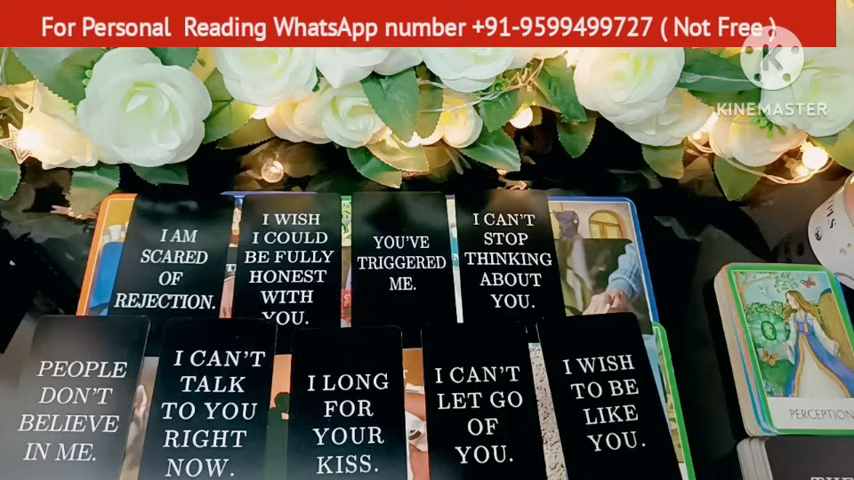 For Personal Reading WhatsApp number +91-9599499727 ( Not Free )
KINEMASTER
I AM
SCARED
OF
REJECTION.
I WISH
I COULD
BE FULLY
HONEST
WITH
YOU.
YOU'VE
TRIGGERED
ME.
I CAN'T
STOP
THINKING
ABOUT
YOU.
PEOPLE
DON'T
BELIEVE
IN ME.
I CAN'T
TALK
TO YOU
RIGHT
NOW.
I LONG
FOR
YOUR
KISS.
I CAN'T
LET GO
OF
YOU.
I WISH
TO BE
LIKE
YOU.
PERCEPTION